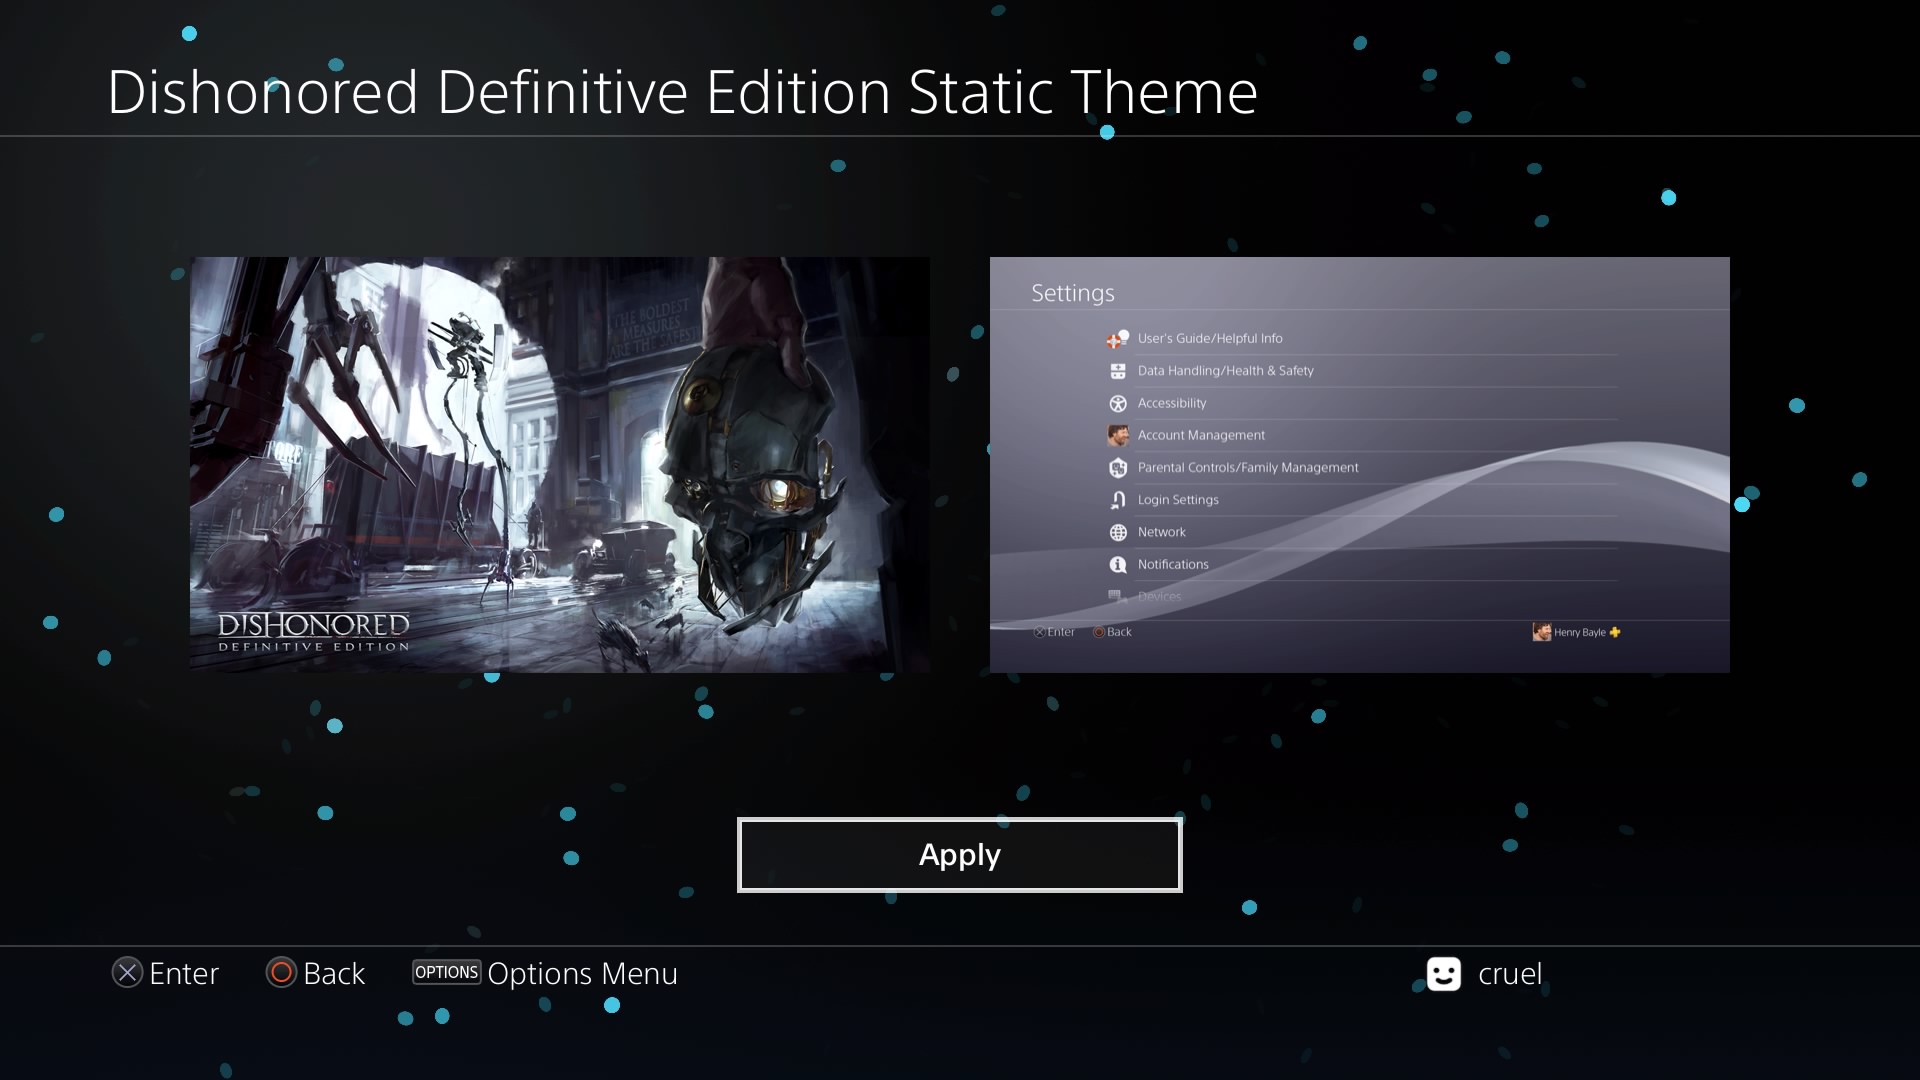 Dishonored Definitive Edition Static Theme
THE BOLDEST
MEASURES
ARE THE SAFEST
DISHONORED
DEFINITIVE EDITION
Settings
User's Guide/Helpful Info
Data Handling/Health & Safety
Accessibility
Account Management
Parental Controls/Family Management
Login Settings
Network
Notifications
Devices
Enter Back
Henry Bayle
Apply
Enter Back OPTIONS Options Menu
cruel